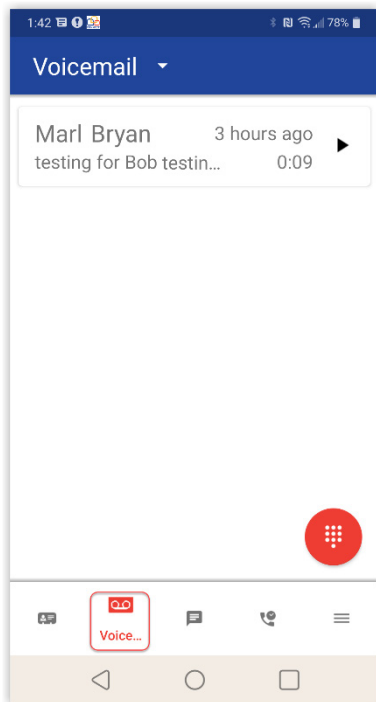 1:42 78%
Voicemail
Marl Bryan 3 hours ago
testing for Bob testin... 0:09
Voice...